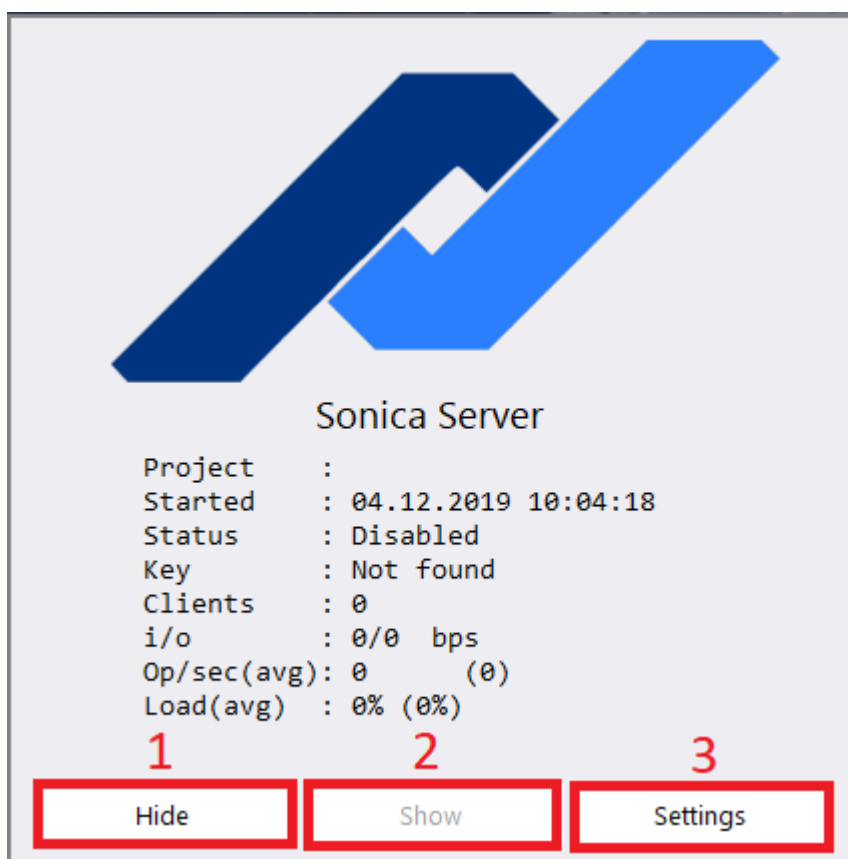 Sonica Server
Project    :
Started    : 04.12.2019 10:04:18
Status     : Disabled
Key        : Not found
Clients    : 0
i/o        : 0/0  bps
Op/sec(avg): 0      (0)
Load(avg)  : 0% (0%)
1 2 3
Hide Show Settings